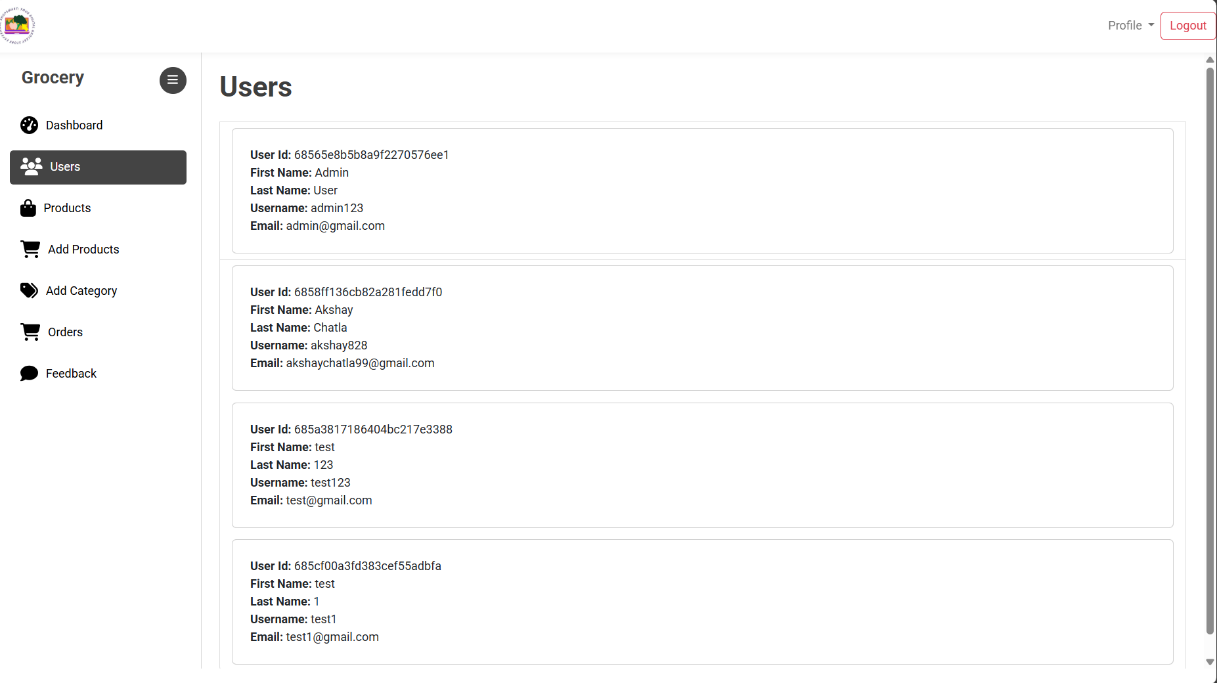 Profile
Logout
Grocery
Dashboard
Users
Products
Add Products
Add Category
Orders
Feedback
Users
User Id: 68565e8b5b8a9f2270576ee1
First Name: Admin
Last Name: User
Username: admin123
Email: admin@gmail.com
User Id: 6858ff136cb82a281fedd7f0
First Name: Akshay
Last Name: Chatla
Username: akshay828
Email: akshaychatla99@gmail.com
User Id: 685a3817186404bc217e3388
First Name: test
Last Name: 123
Username: test123
Email: test@gmail.com
User Id: 685cf00a3fd383cef55adbfa
First Name: test
Last Name: 1
Username: test1
Email: test1@gmail.com